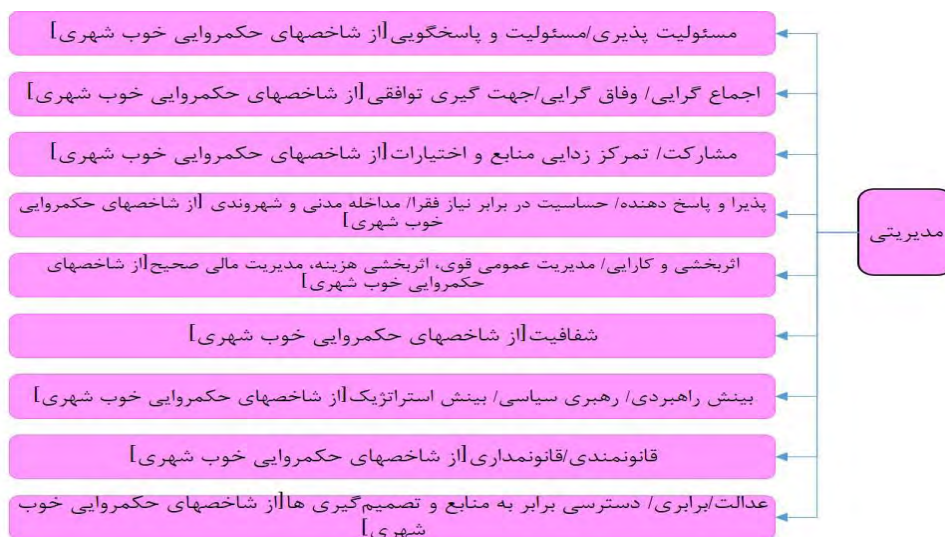 مسئولیت پذیری/مسئولیت و پاسخگویی[از شاخصهای حکمروایی خوب شهری]
اجماع گرایی/ وفاق گرایی/جهت گیری توافقی[از شاخصهای حکمروایی خوب شهری]
مشارکت/ تمرکز زدایی منابع و اختیارات[از شاخصهای حکمروایی خوب شهری]
پذیرا و پاسخ دهنده/ حساسیت در برابر نیاز فقرا/ مداخله مدنی و شهروندی [از شاخصهای حکمروایی
خوب شهری]
مدیریتی
اثربخشی و کارایی/ مدیریت عمومی قوی، اثربخشی هزینه، مدیریت مالی صحیح[از شاخصهای
حکمروایی خوب شهری]
شفافیت[از شاخصهای حکمروایی خوب شهری]
بینش راهبردی/ رهبری سیاسی/ بینش استراتژیک[از شاخصهای حکمروایی خوب شهری]
قانونمندی/قانونمداری[از شاخصهای حکمروایی خوب شهری]
عدالت/برابری/ دسترسی برابر به منابع و تصمیم‌گیری ها[از شاخصهای حکمروایی خوب
شهری]